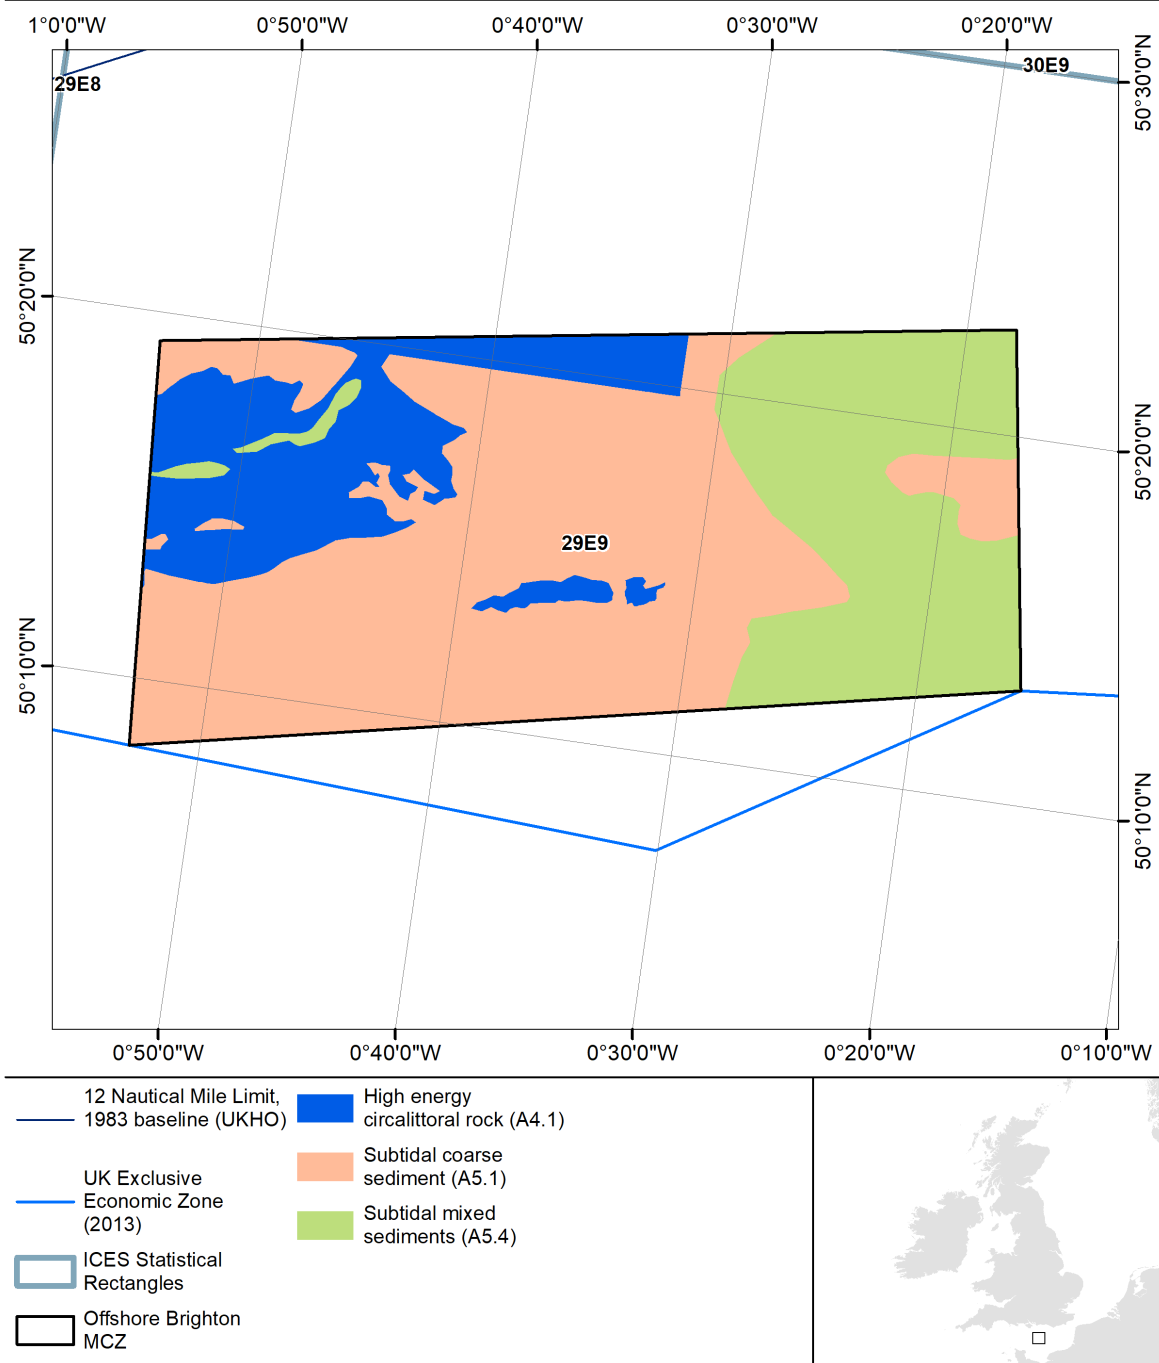 1°0'0"W 0°50'0"W 0°40'0"W 0°30'0"W 0°20'0"W
29E8
30E9
50°30'0"N
50°20'0"N
50°20'0"N
29E9
50°10'0"N
50°10'0"N
0°50'0"W 0°40'0"W 0°30'0"W 0°20'0"W 0°10'0"W
12 Nautical Mile Limit,
1983 baseline (UKHO)
UK Exclusive
Economic Zone
(2013)
ICES Statistical
Rectangles
Offshore Brighton
MCZ
High energy
circalittoral rock (A4.1)
Subtidal coarse
sediment (A5.1)
Subtidal mixed
sediments (A5.4)